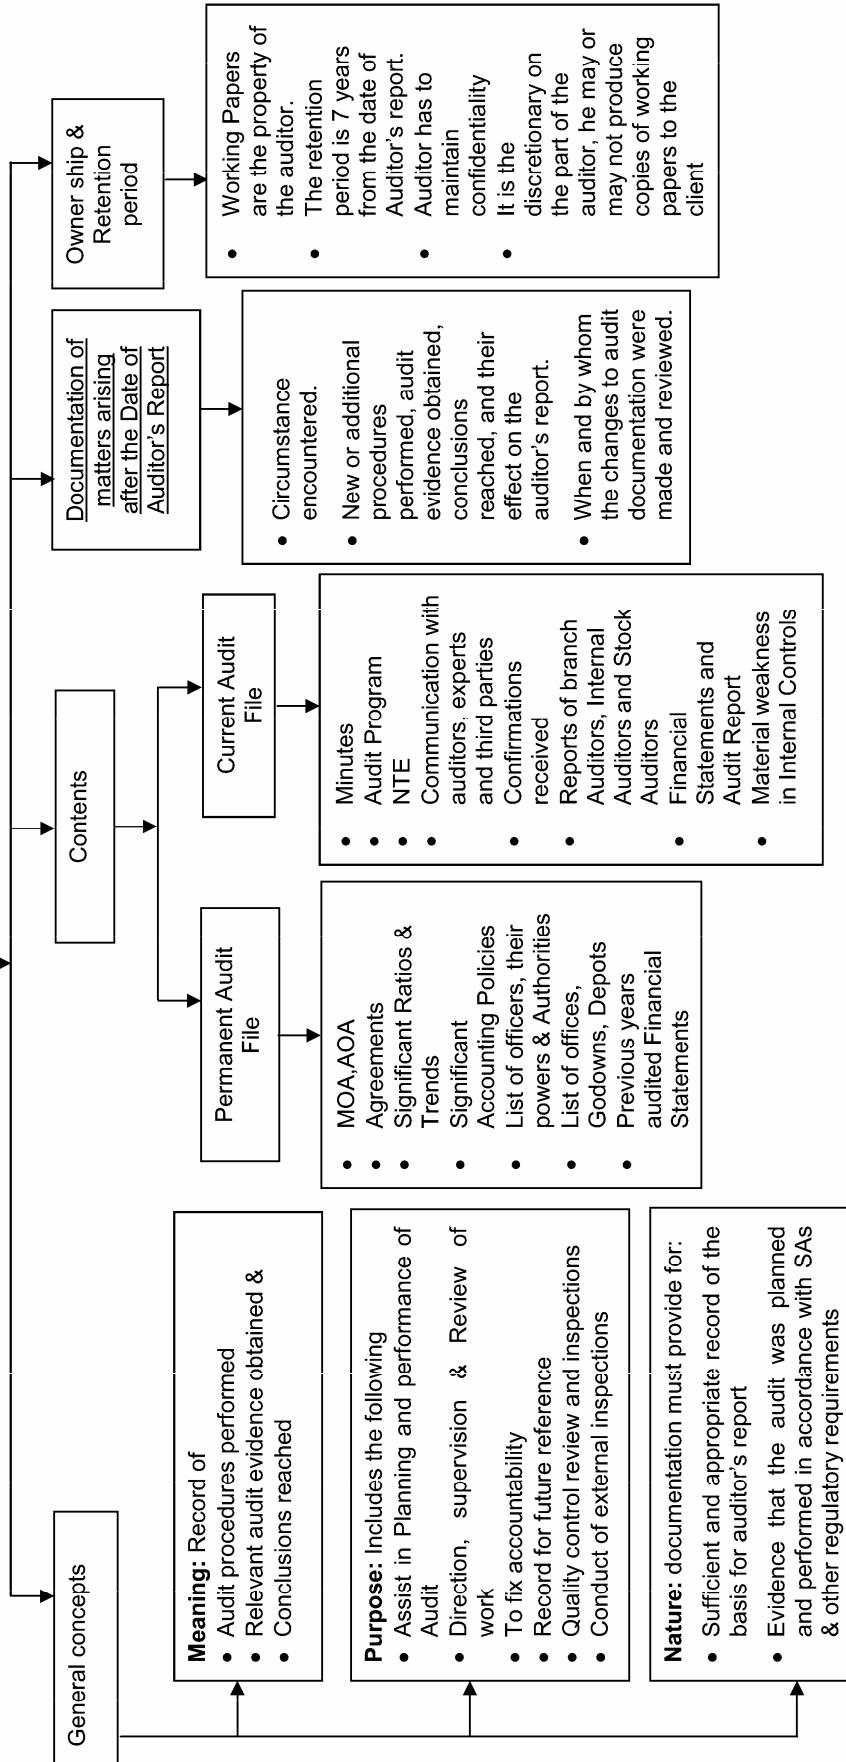 General concepts
Meaning: Record of
• Audit procedures performed
• Relevant audit evidence obtained &
• Conclusions reached
Purpose: Includes the following
• Assist in Planning and performance of
Audit
• Direction, supervision & Review of
work
• To fix accountability
• Record for future reference
• Quality control review and inspections
• Conduct of external inspections
Nature: documentation must provide for:
• Sufficient and appropriate record of the
basis for auditor's report
• Evidence that the audit was planned
and performed in accordance with SAs
& other regulatory requirements
Contents
Permanent Audit
File
• MOA,AOA
• Agreements
• Significant Ratios &
Trends
• Significant
Accounting Policies
• List of officers, their
powers & Authorities
• List of offices,
Godowns, Depots
• Previous years
audited Financial
Statements
Current Audit
File
• Minutes
• Audit Program
• NTE
• Communication with
auditors, experts
and third parties
• Confirmations
received
• Reports of branch
Auditors, Internal
Auditors and Stock
Auditors
• Financial
Statements and
Audit Report
• Material weakness
in Internal Controls
Documentation of
matters arising
after the Date of
Auditor's Report
• Circumstance
encountered.
• New or additional
procedures
performed, audit
evidence obtained,
conclusions
reached, and their
effect on the
auditor's report.
• When and by whom
the changes to audit
documentation were
made and reviewed.
Owner ship &
Retention
period
• Working Papers
are the property of
the auditor.
• The retention
period is 7 years
from the date of
Auditor's report.
• Auditor has to
maintain
confidentiality
• It is the
discretionary on
the part of the
auditor, he may or
may not produce
copies of working
papers to the
client